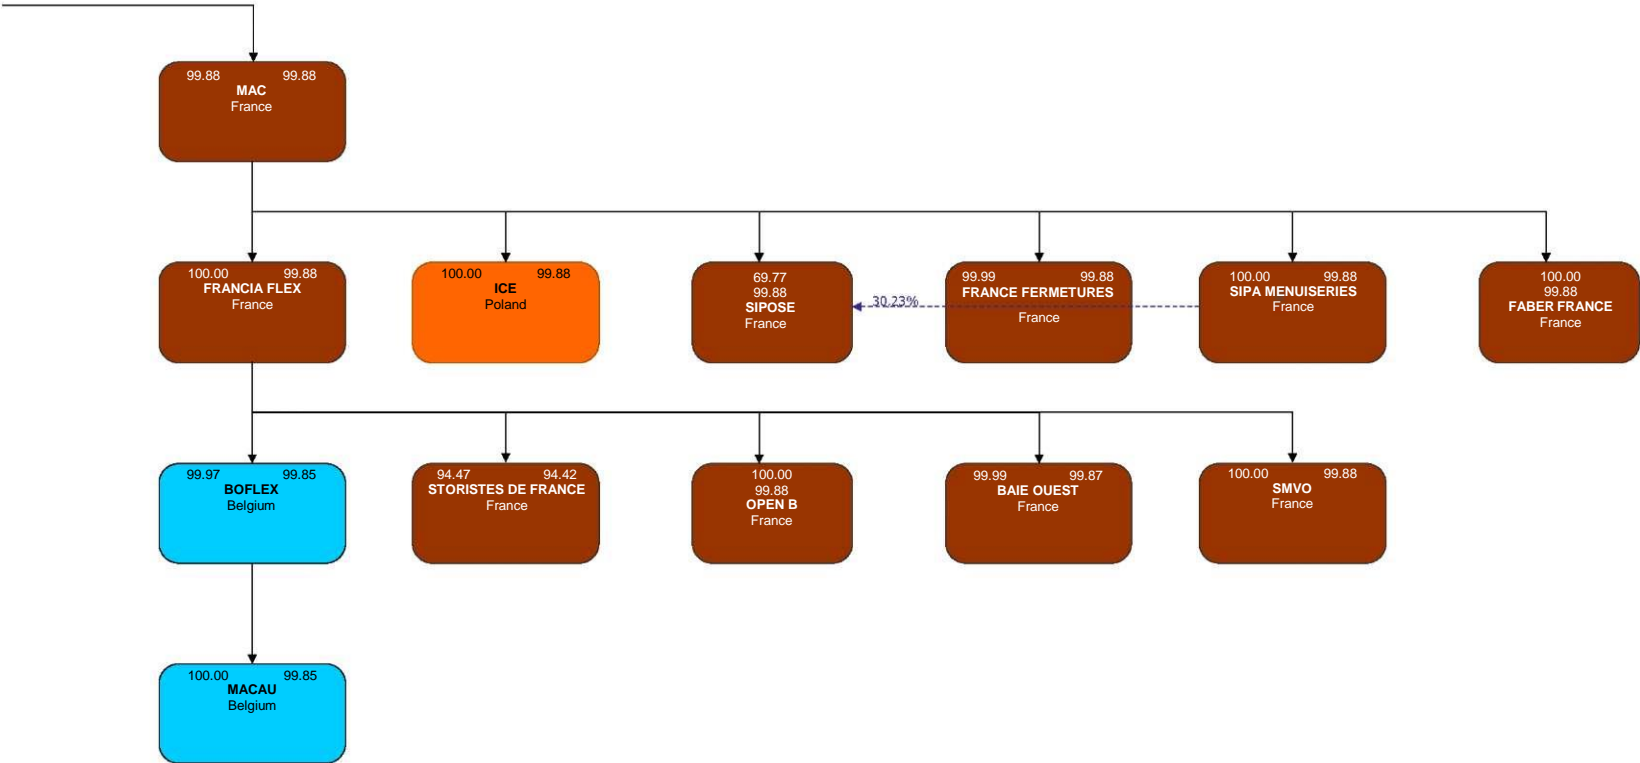 99.88 99.88
MAC
France
100.00 99.88
FRANCIA FLEX
France
100.00 99.88
ICE
Poland
69.77
99.88
SIPOSE
France
30.23%
99.99 99.88
FRANCE FERMETURES
France
100.00 99.88
SIPA MENUISERIES
France
100.00
99.88
FABER FRANCE
France
99.97 99.85
BOFLEX
Belgium
94.47 94.42
STORISTES DE FRANCE
France
100.00
99.88
OPEN B
France
99.99 99.87
BAIE OUEST
France
100.00 99.88
SMVO
France
100.00 99.85
MACAU
Belgium